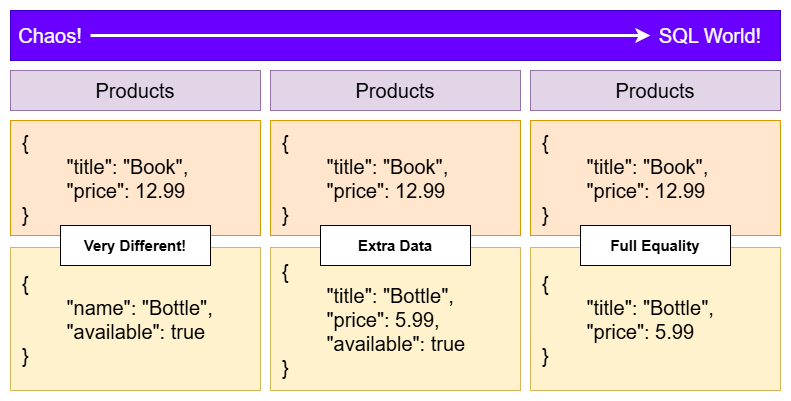 Chaos! SQL World!
Products
{
"title": "Book",
"price": 12.99
}
Very Different!
{
"name": "Bottle",
"available": true
}
Products
{
"title": "Book",
"price": 12.99
}
Extra Data
{
"title": "Bottle",
"price": 5.99,
"available": true
}
Products
{
"title": "Book",
"price": 12.99
}
Full Equality
{
"title": "Bottle",
"price": 5.99
}